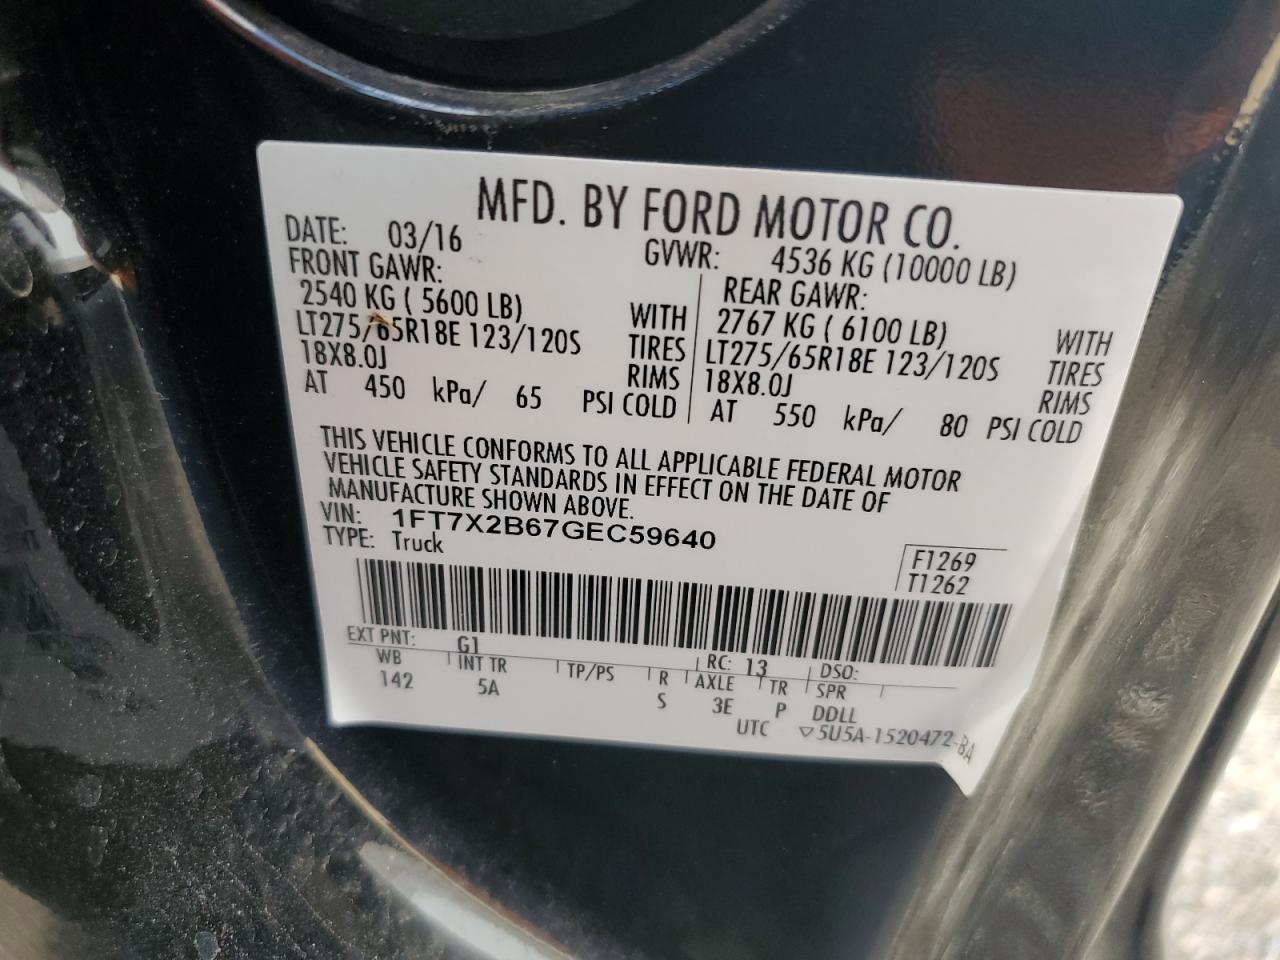 MFD. BY FORD MOTOR CO.
DATE: 03/16 GVWR: 4536 KG (10000 LB)
FRONT GAWR: REAR GAWR:
2540 KG ( 5600 LB) WITH 2767 KG ( 6100 LB) WITH
LT275/65R18E 123/120S TIRES LT275/65R18E 123/120S TIRES
18X8.0J RIMS 18X8.0J RIMS
AT 450 kPa/ 65 PSI COLD AT 550 kPa/ 80 PSI COLD
THIS VEHICLE CONFORMS TO ALL APPLICABLE FEDERAL MOTOR
VEHICLE SAFETY STANDARDS IN EFFECT ON THE DATE OF
MANUFACTURE SHOWN ABOVE.
VIN: 1FT7X2B67GEC59640
TYPE: Truck
F1269
T1262
EXT PNT: G1 RC: 13 DSO:
WB INT TR TP/PS R AXLE TR SPR
142 5A S 3E P DDLL
UTC ▽5U5A-1520472-BA